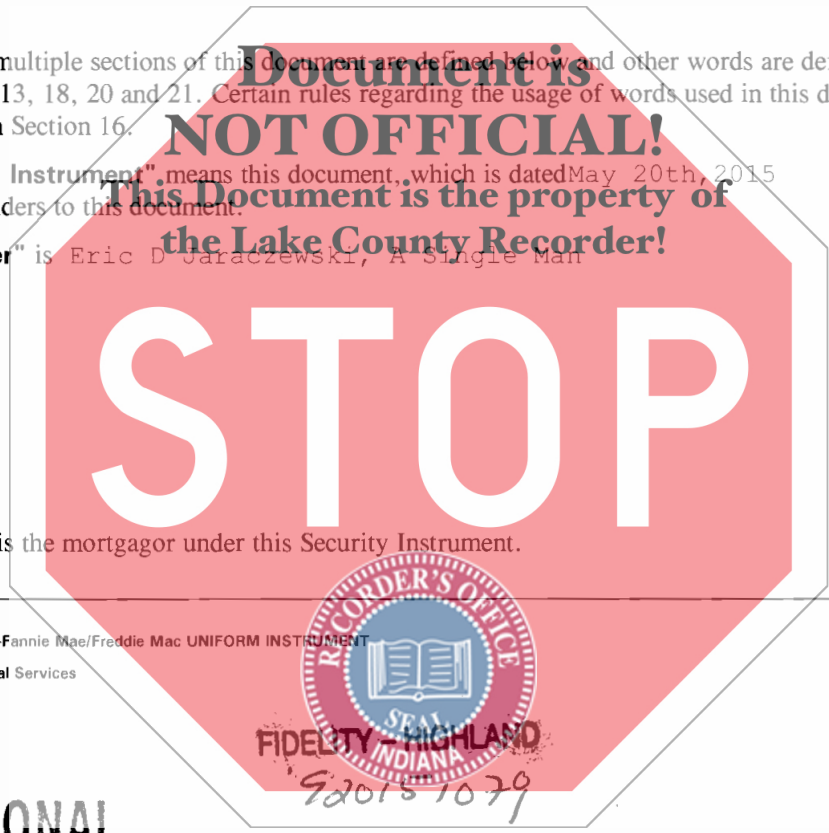 multiple sections of this document are defined below and other words are de
Document is
13, 18, 20 and 21. Certain rules regarding the usage of words used in this d
Section 16.
NOT OFFICIAL!
Instrument" means this document, which is dated May 20th, 2015
This Document is the property of
ders to this document.
the Lake County Recorder!
er" is Eric D Jaraczewski, A Single Man
STOP
is the mortgagor under this Security Instrument.
RECORDER'S OFFICE
-Fannie Mae/Freddie Mac UNIFORM INSTRUMENT
al Services
SEAL
FIDELITY - HIGHLAND
INDIANA
920151079
ONAL